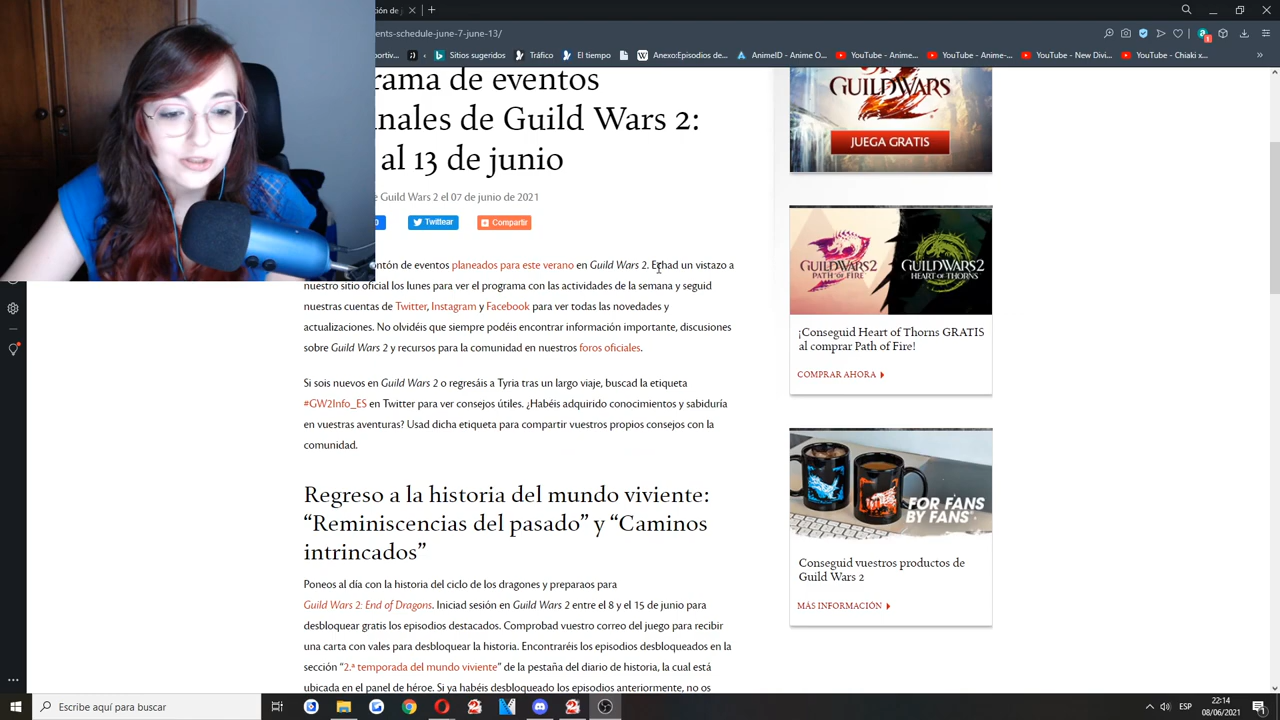 ents-schedule-june-7-june-13/
portiv...
Sitios sugeridos
Tráfico
El tiempo
Anexo:Episodios de...
AnimeID - Anime O...
YouTube - Anime-...
YouTube - New Divi...
YouTube - Chiaki x...
rama de eventos
nales de Guild Wars 2:
al 13 de junio
e Guild Wars 2 el 07 de junio de 2021
0
Twittear
Compartir
ontón de eventos planeados para este verano en Guild Wars 2. Echad un vistazo a
nuestro sitio oficial los lunes para ver el programa con las actividades de la semana y seguid
nuestras cuentas de Twitter, Instagram y Facebook para ver todas las novedades y
actualizaciones. No olvidéis que siempre podéis encontrar información importante, discusiones
sobre Guild Wars 2 y recursos para la comunidad en nuestros foros oficiales.
Si sois nuevos en Guild Wars 2 o regresáis a Tyria tras un largo viaje, buscad la etiqueta
#GW2Info_ES en Twitter para ver consejos útiles. ¿Habéis adquirido conocimientos y sabiduría
en vuestras aventuras? Usad dicha etiqueta para compartir vuestros propios consejos con la
comunidad.
Regreso a la historia del mundo viviente:
“Reminiscencias del pasado” y “Caminos
intrincados”
Poneos al día con la historia del ciclo de los dragones y preparaos para
Guild Wars 2: End of Dragons. Iniciad sesión en Guild Wars 2 entre el 8 y el 15 de junio para
desbloquear gratis los episodios destacados. Comprobad vuestro correo del juego para recibir
una carta con vales para desbloquear la historia. Encontraréis los episodios desbloqueados en la
sección “2.ª temporada del mundo viviente” de la pestaña del diario de historia, la cual está
ubicada en el panel de héroe. Si ya habéis desbloqueado los episodios anteriormente, no os
GUILDWARS
JUEGA GRATIS
GUILDWARS2
PATH OF FIRE
GUILDWARS2
HEART OF THORNS
¡Conseguid Heart of Thorns GRATIS
al comprar Path of Fire!
COMPRAR AHORA
FOR FANS
BY FANS
Conseguid vuestros productos de
Guild Wars 2
MÁS INFORMACIÓN
Escribe aquí para buscar
ESP
22:14
08/06/2021